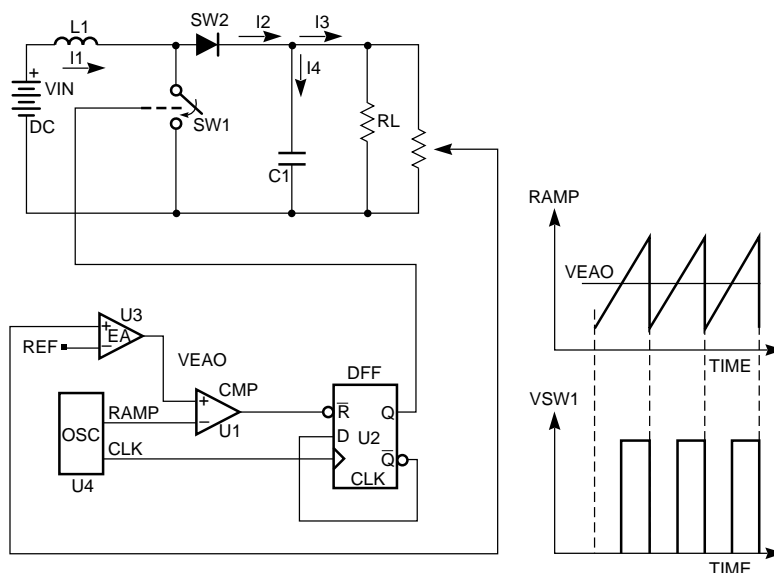 L1
SW2
I2
I3
I1
I4
+
VIN
DC
SW1
RL
C1
RAMP
VEAO
TIME
U3
+
EA
−
REF
VEAO
DFF
CMP
+
−
U1
RAMP
OSC
CLK
U4
R
Q
D
U2
Q
CLK
VSW1
TIME